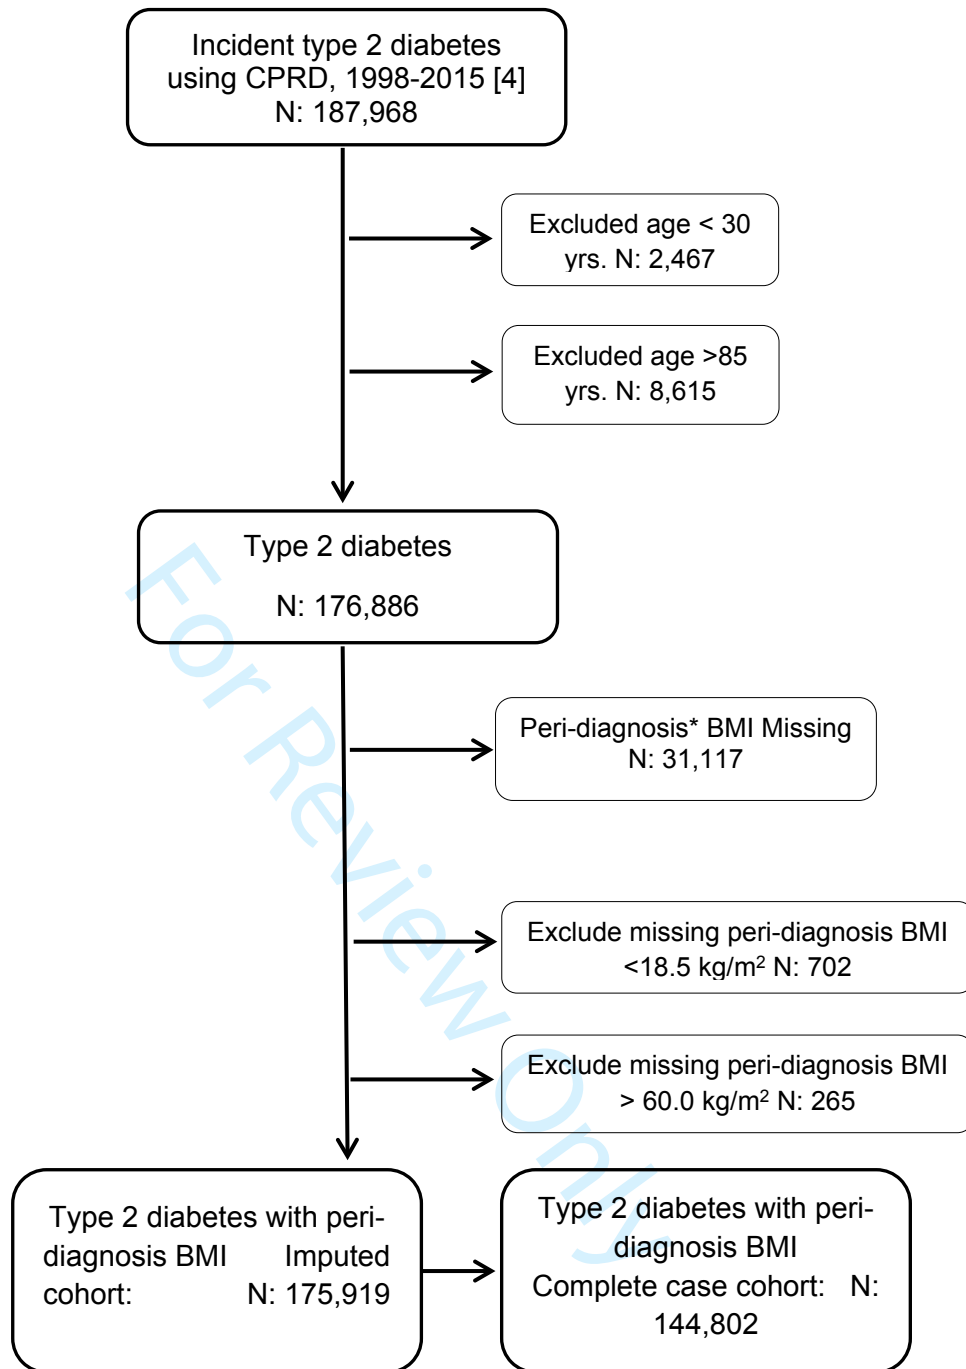 Incident type 2 diabetes
using CPRD, 1998-2015 [4]
N: 187,968
Excluded age < 30
yrs. N: 2,467
Excluded age >85
yrs. N: 8,615
Type 2 diabetes
N: 176,886
Peri-diagnosis* BMI Missing
N: 31,117
Exclude missing peri-diagnosis BMI
<18.5 kg/m² N: 702
Exclude missing peri-diagnosis BMI
> 60.0 kg/m² N: 265
Type 2 diabetes with peri-
diagnosis BMI Imputed
cohort: N: 175,919
Type 2 diabetes with peri-
diagnosis BMI
Complete case cohort: N:
144,802
For Review Only